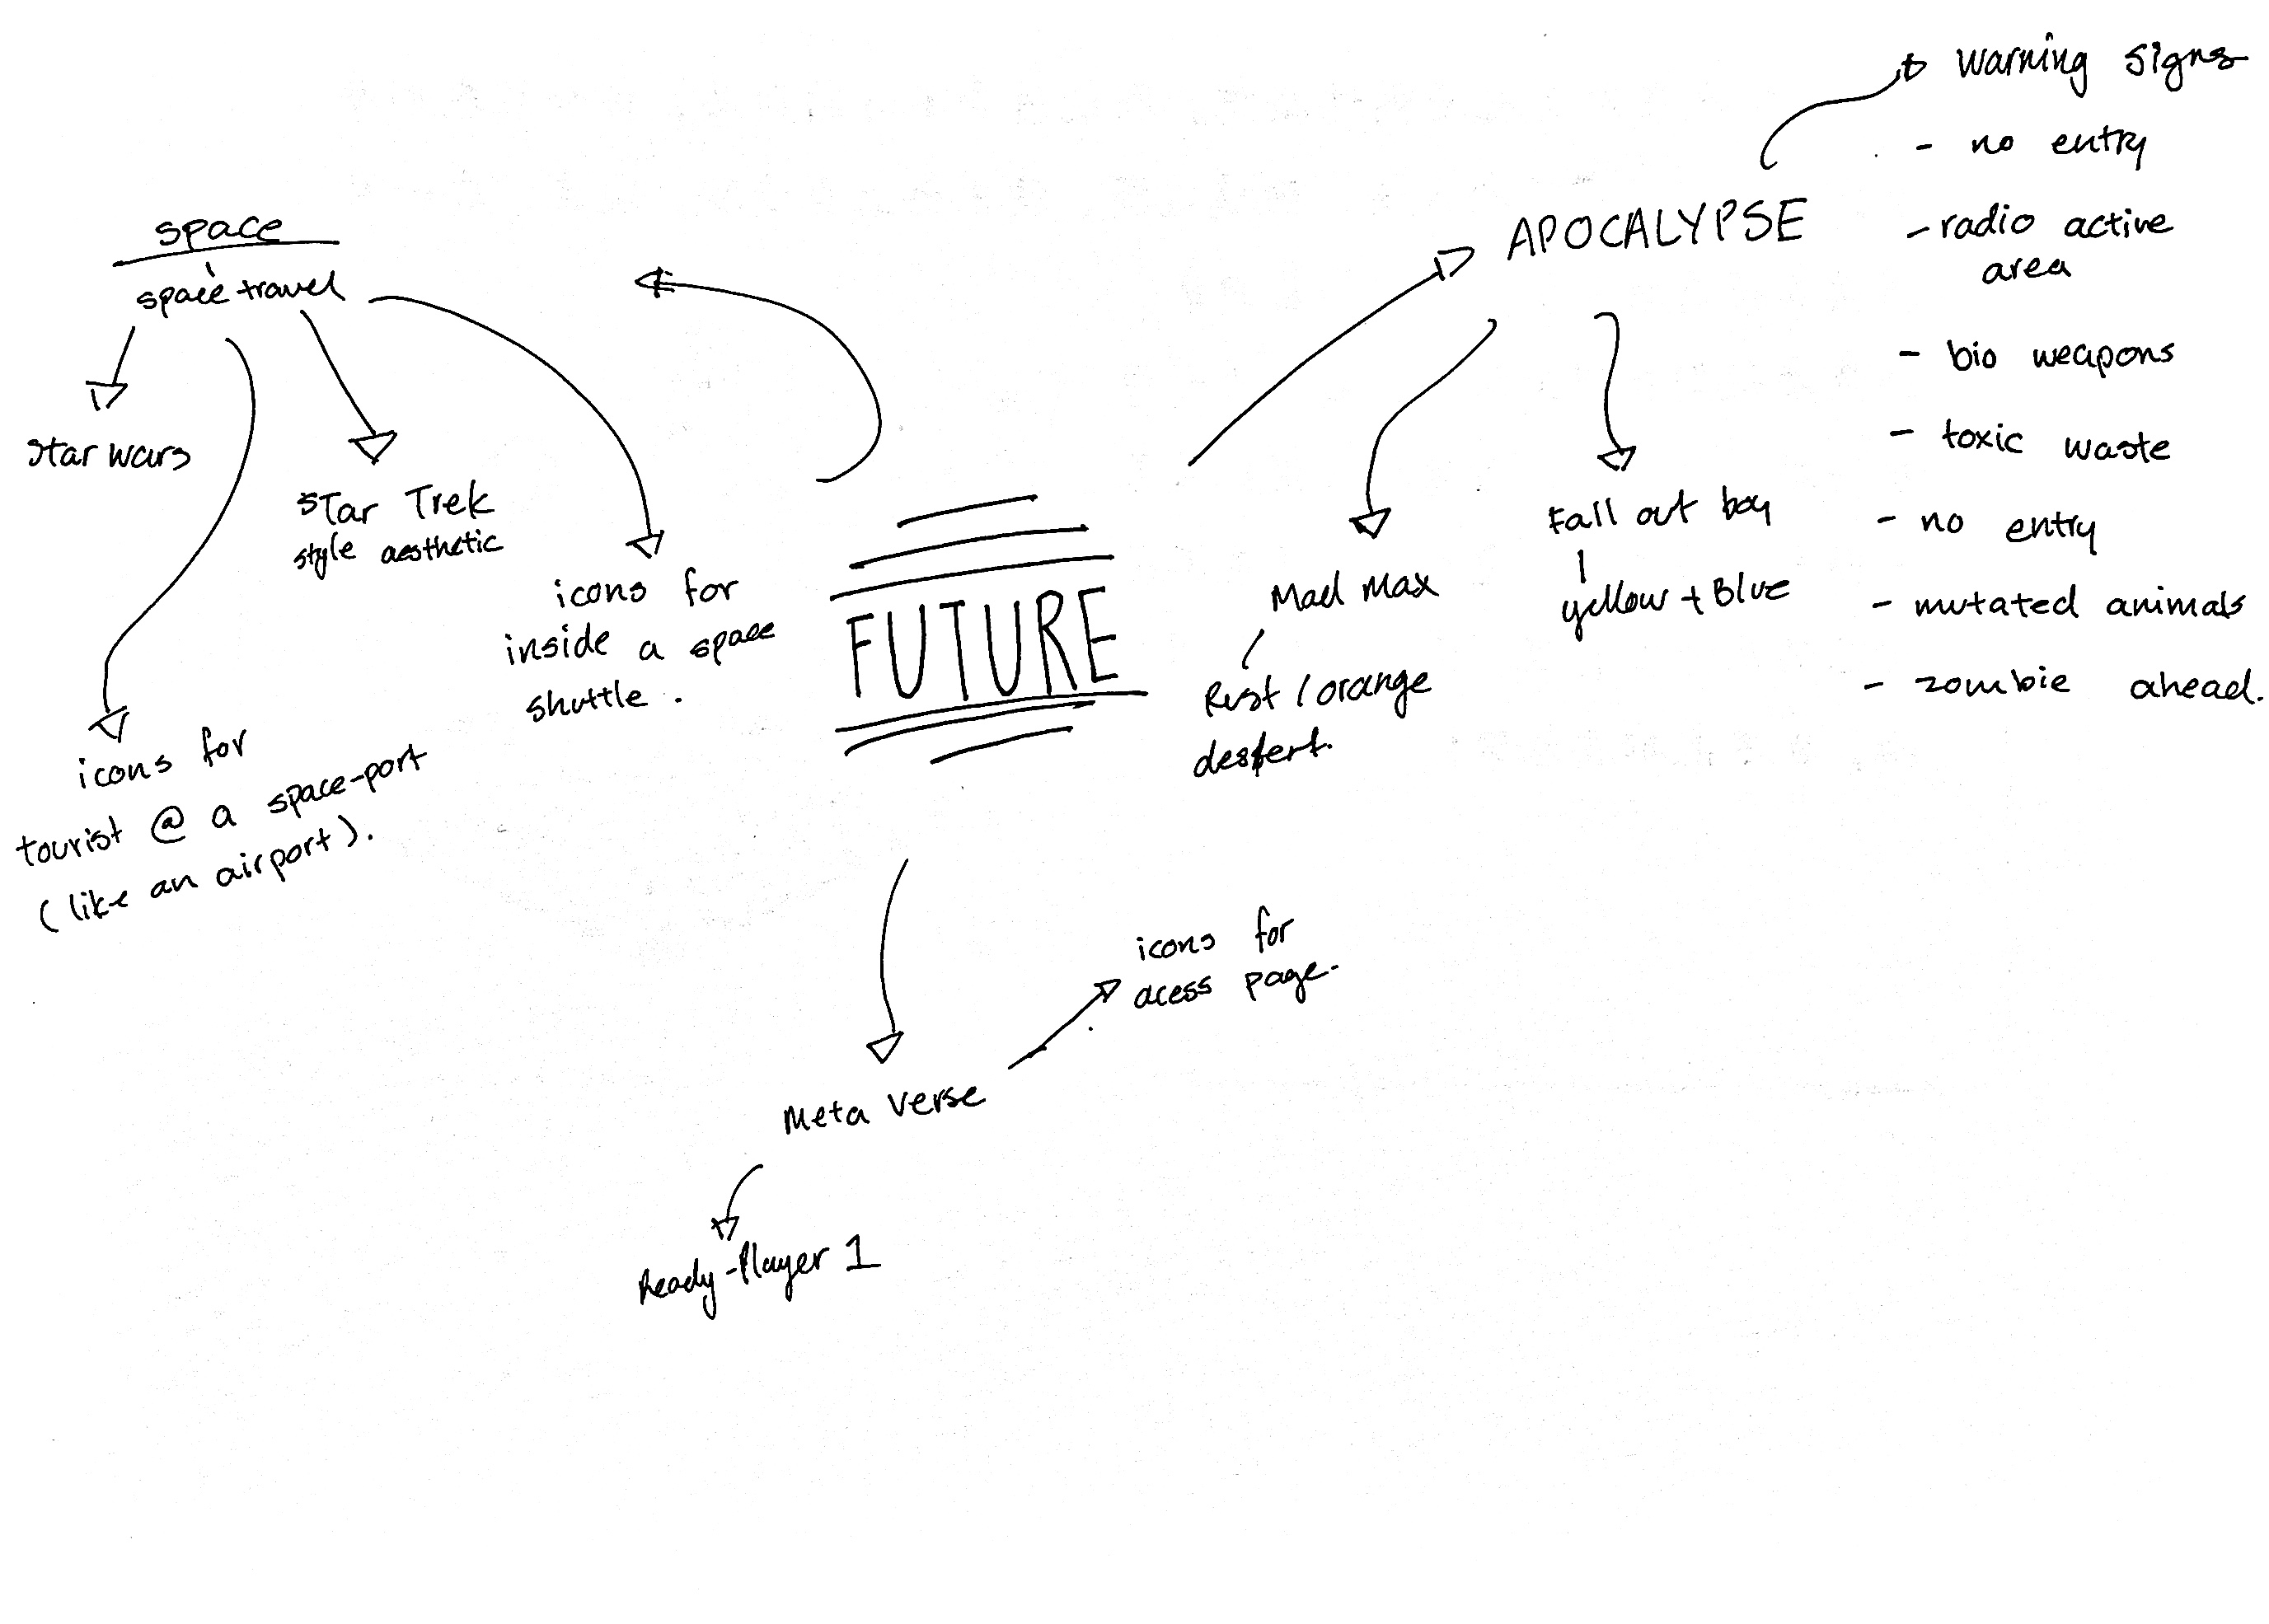 space
space travel
star wars
star Trek
style aesthetic
icons for
inside a space
shuttle.
icons for
tourist @ a space-port
(like an airport).
FUTURE
APOCALYPSE
warning signs
- no entry
- radio active
area
- bio weapons
- toxic waste
- no entry
- mutated animals
- zombie ahead.
Mad Max
Rust / orange
desert.
Fall out boy
yellow + Blue
Meta verse
icons for
acess page.
Ready-Player 1